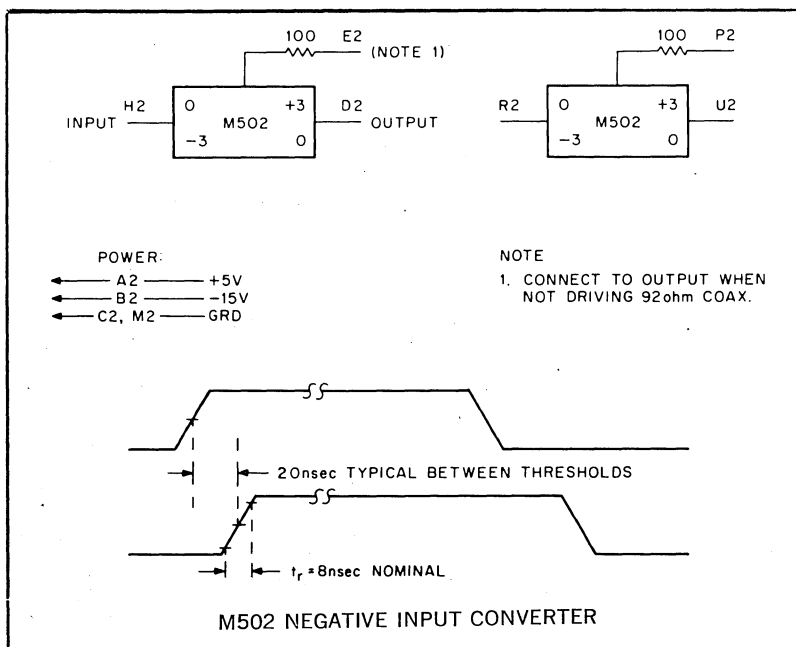 100 E2
(NOTE 1)
H2 0 +3 D2
INPUT M502 OUTPUT
-3 0
100 P2
R2 0 +3 U2
M502
-3 0
POWER:
A2 +5V
B2 -15V
C2, M2 GRD
NOTE
1. CONNECT TO OUTPUT WHEN
NOT DRIVING 92ohm COAX.
20nsec TYPICAL BETWEEN THRESHOLDS
tr = 8nsec NOMINAL
M502 NEGATIVE INPUT CONVERTER